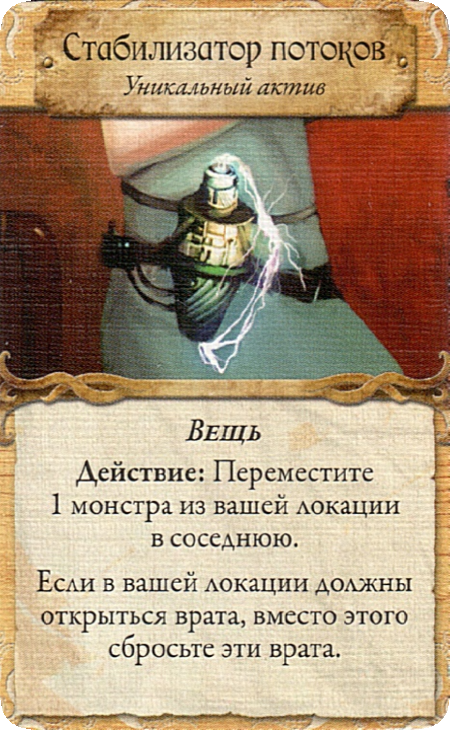 Стабилизатор потоков
Уникальный актив
Вещь
Действие: Переместите
1 монстра из вашей локации
в соседнюю.
Если в вашей локации должны
открыться врата, вместо этого
сбросьте эти врата.